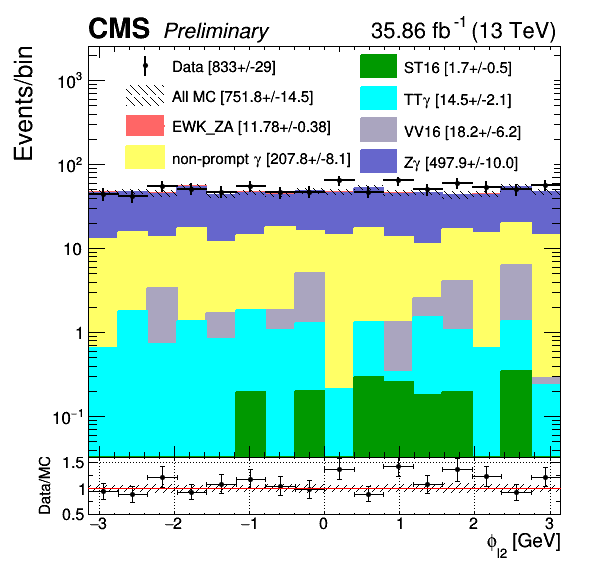 CMS Preliminary 35.86 fb⁻¹ (13 TeV)
Events/bin
Data [833+/-29]
All MC [751.8+/-14.5]
EWK_ZA [11.78+/-0.38]
non-prompt γ [207.8+/-8.1]
ST16 [1.7+/-0.5]
TTγ [14.5+/-2.1]
VV16 [18.2+/-6.2]
Zγ [497.9+/-10.0]
10³
10²
10
1
10⁻¹
Data/MC
1.5
1
0.5
−3 −2 −1 0 1 2 3
ϕ_l2 [GeV]